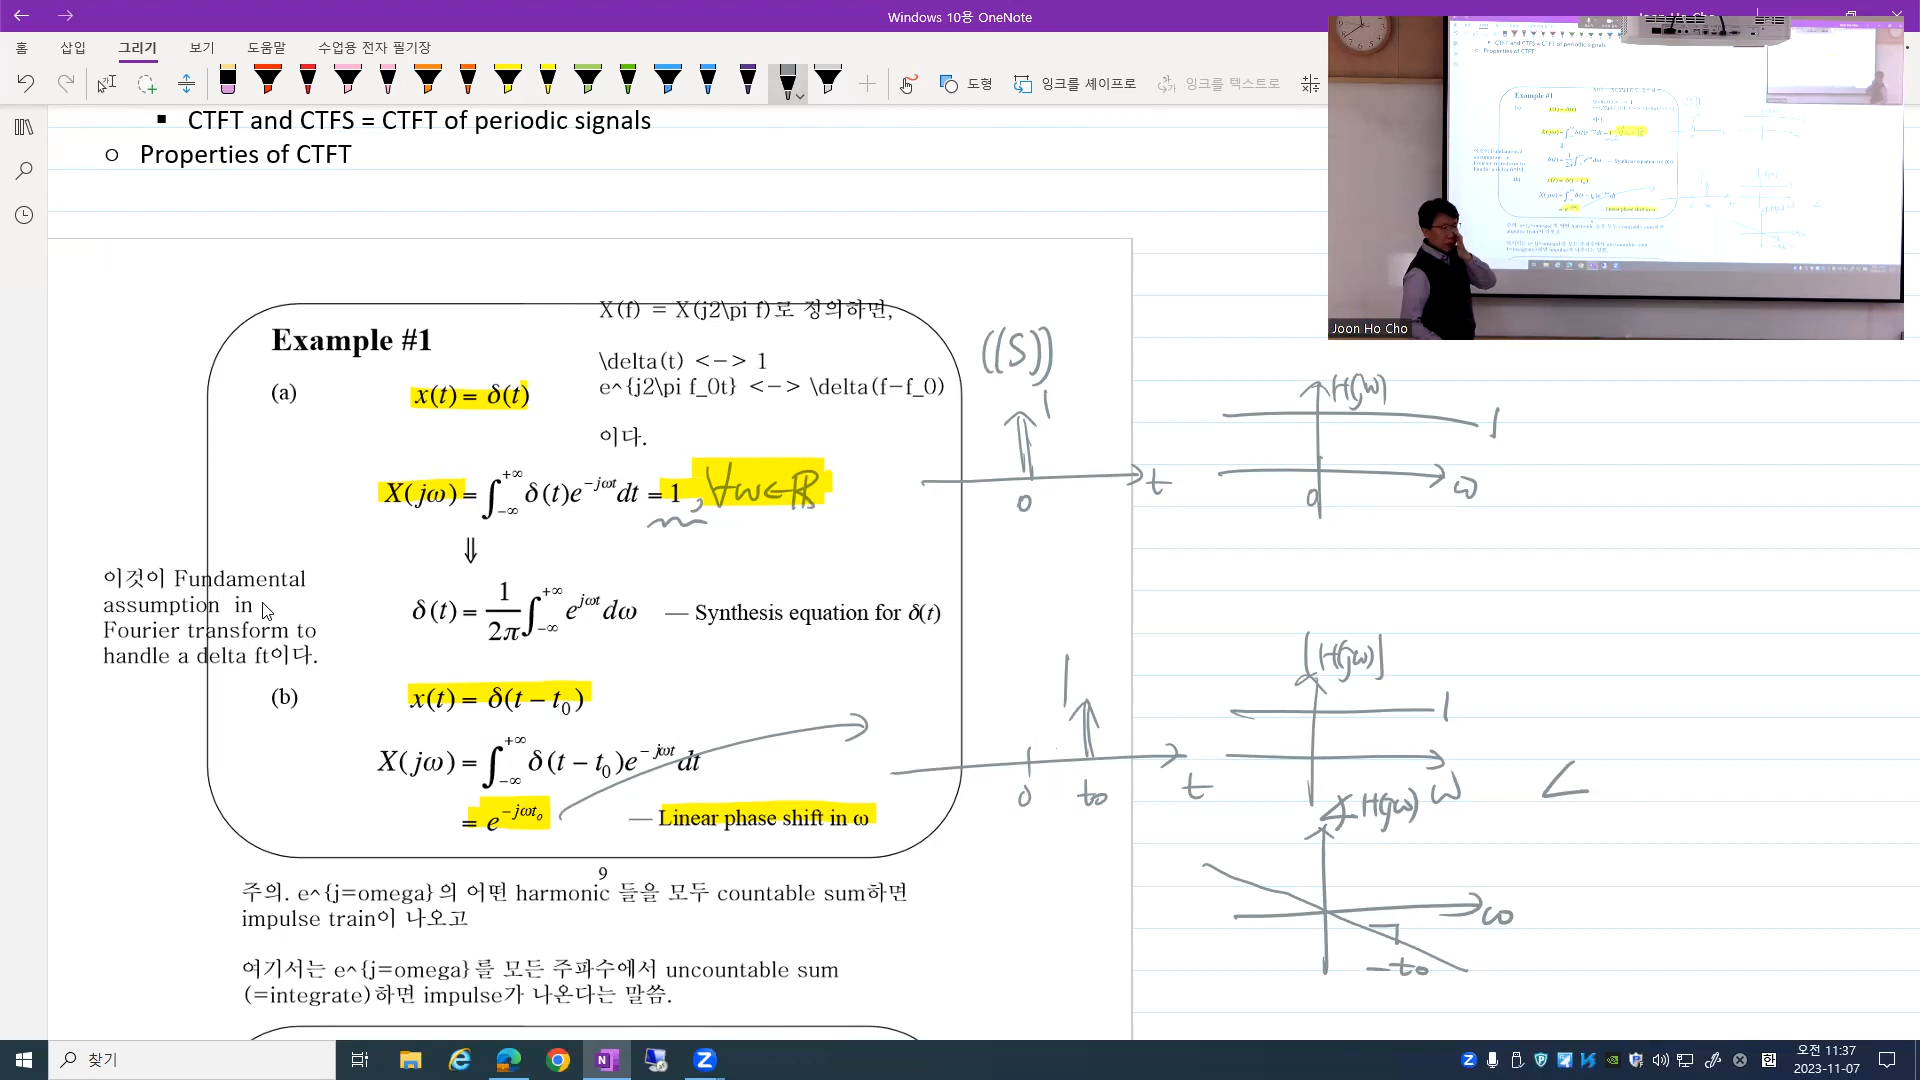 Windows 10용 OneNote
홈 삽입 그리기 보기 도움말 수업용 전자 필기장
도형 잉크를 셰이프로 잉크를 텍스트로
▪ CTFT and CTFS = CTFT of periodic signals
○ Properties of CTFT
X(f) = X(j2\pi f)로 정의하면,
Example #1
\delta(t) <-> 1
(a) x(t) = δ(t)
e^{j2\pi f_0t} <-> \delta(f-f_0)
이다.
((S))
1
0
t
H(jω)
1
0
ω
X(jω) = ∫_{-∞}^{+∞} δ(t)e^{-jωt}dt = 1, ∀ω∈ℝ
⇓
이것이 Fundamental
assumption in
Fourier transform to
handle a delta ft이다.
δ(t) = 1/2π ∫_{-∞}^{+∞} e^{jωt}dω — Synthesis equation for δ(t)
(b) x(t) = δ(t − t_0)
X(jω) = ∫_{-∞}^{+∞} δ(t − t_0)e^{-jωt}dt
= e^{-jωt_o} — Linear phase shift in ω
1
0 t0 t
|H(jω)|
1
ω
∡H(jω)
∠
ω
-t0
9
주의. e^{j=omega}의 어떤 harmonic 들을 모두 countable sum하면
impulse train이 나오고
여기서는 e^{j=omega}를 모든 주파수에서 uncountable sum
(=integrate)하면 impulse가 나온다는 말씀.
Joon Ho Cho
찾기
한
오전 11:37
2023-11-07